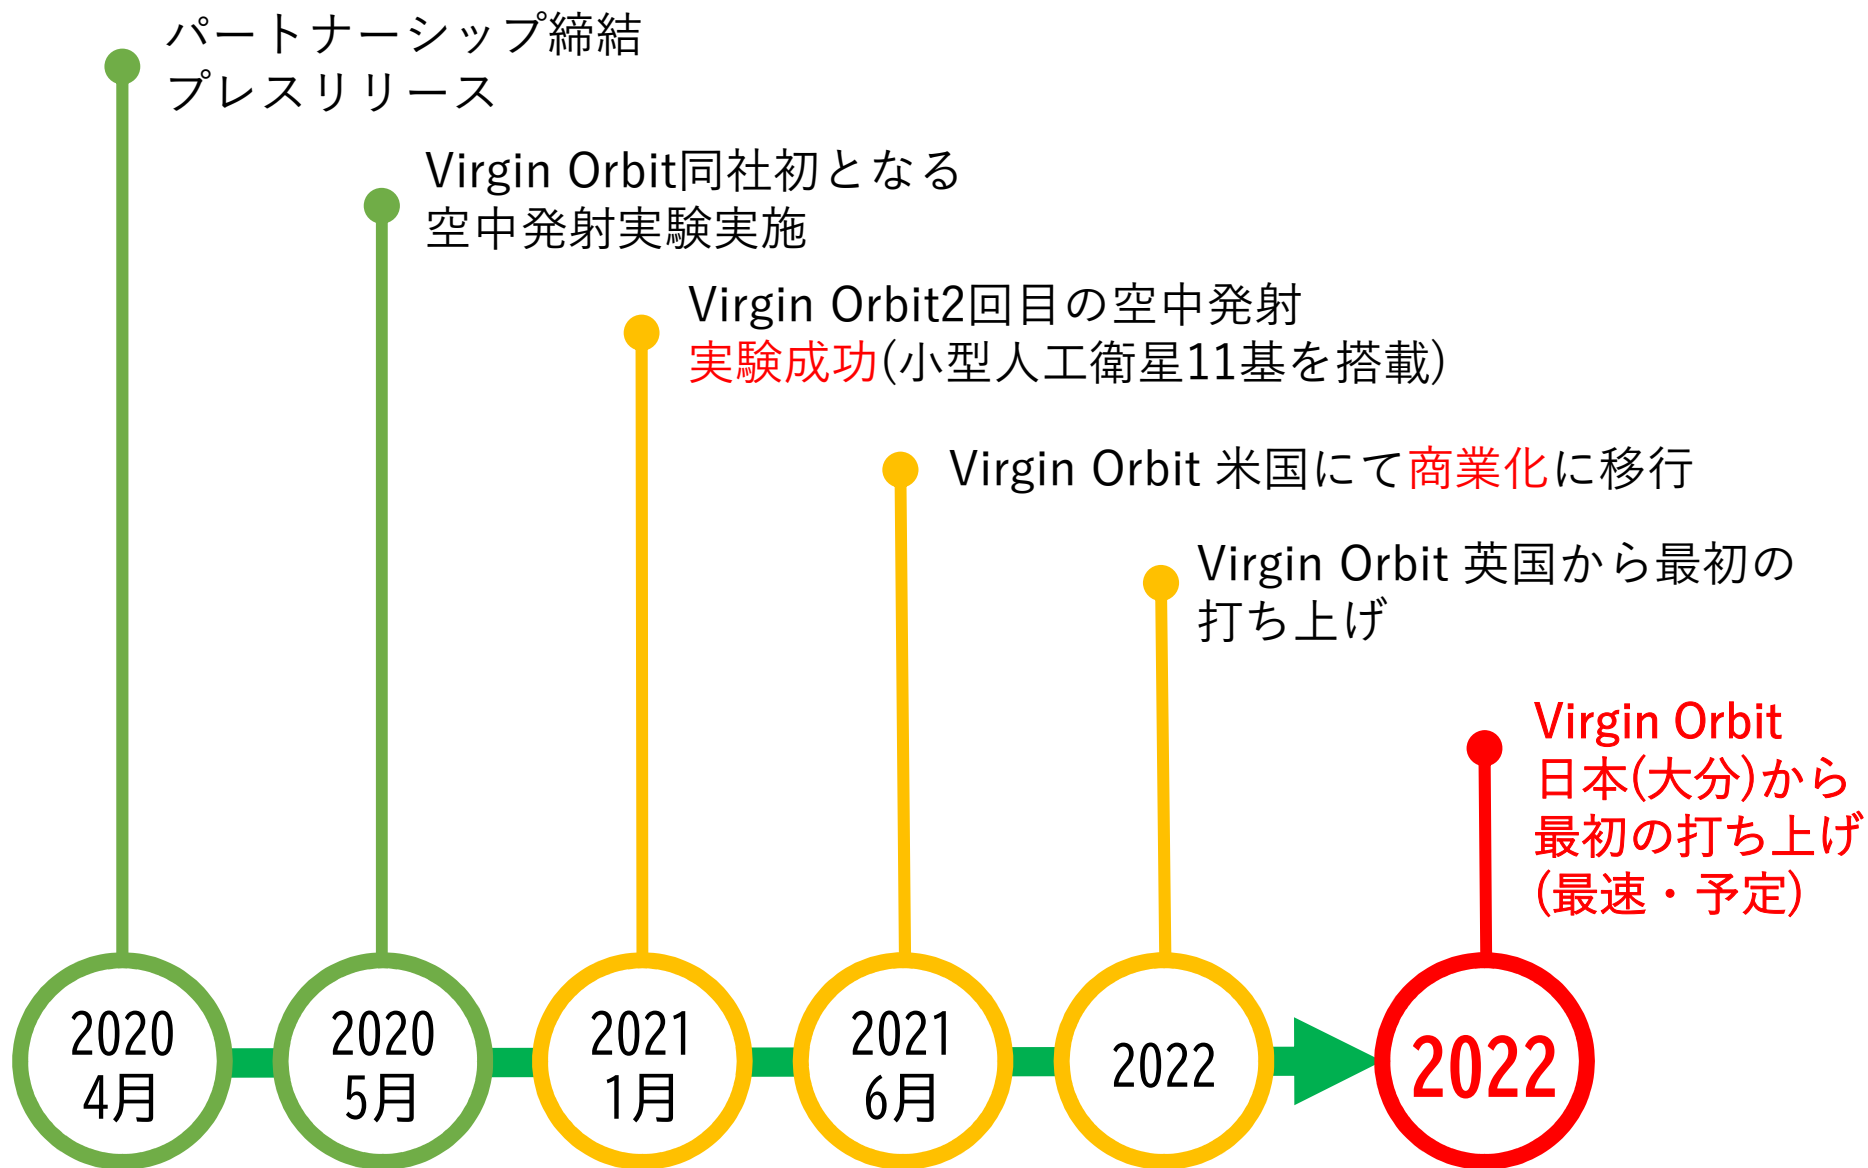 パートナーシップ締結
プレスリリース
Virgin Orbit同社初となる
空中発射実験実施
Virgin Orbit2回目の空中発射
実験成功(小型人工衛星11基を搭載)
Virgin Orbit 米国にて商業化に移行
Virgin Orbit 英国から最初の
打ち上げ
Virgin Orbit
日本(大分)から
最初の打ち上げ
(最速・予定)
2020
4月
2020
5月
2021
1月
2021
6月
2022
2022